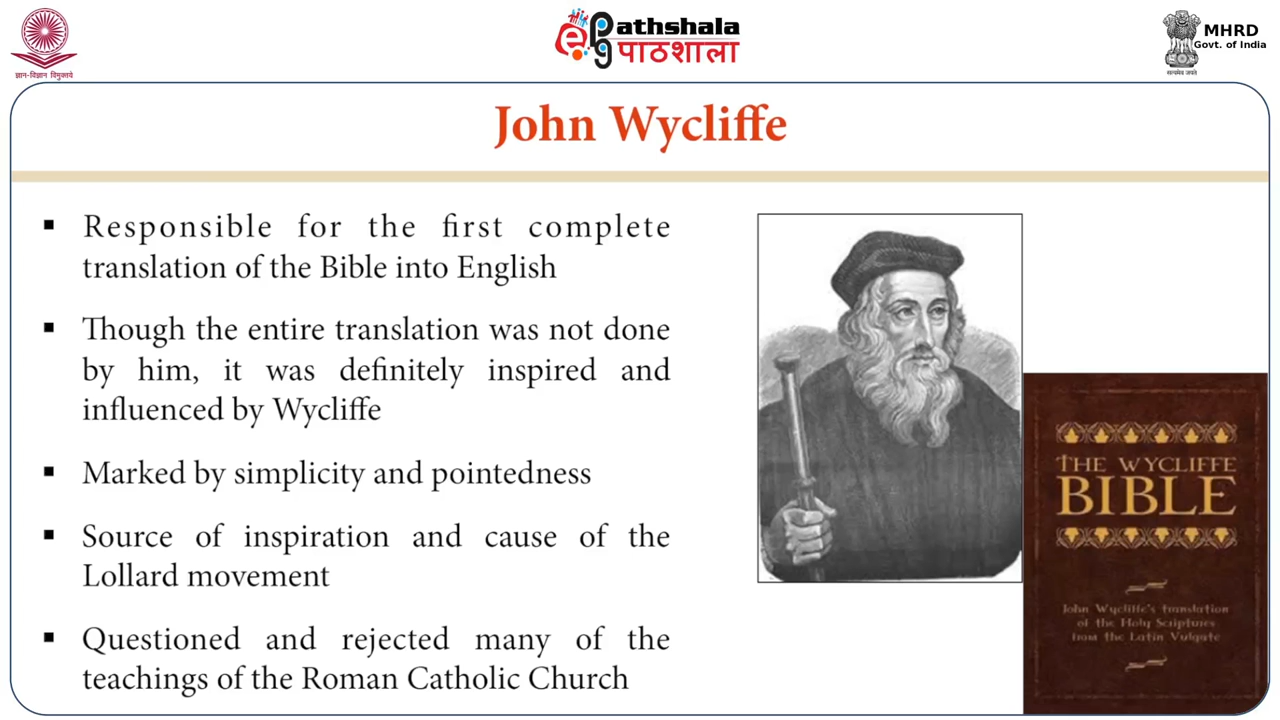 ज्ञान-विज्ञान विमुक्तये
ePathshala
पाठशाला
MHRD
Govt. of India
सत्यमेव जयते
John Wycliffe
▪ Responsible for the first complete
translation of the Bible into English
▪ Though the entire translation was not done
by him, it was definitely inspired and
influenced by Wycliffe
▪ Marked by simplicity and pointedness
▪ Source of inspiration and cause of the
Lollard movement
▪ Questioned and rejected many of the
teachings of the Roman Catholic Church
THE WYCLIFFE
BIBLE
John Wycliffe's translation
of the Holy Scriptures
from the Latin Vulgate